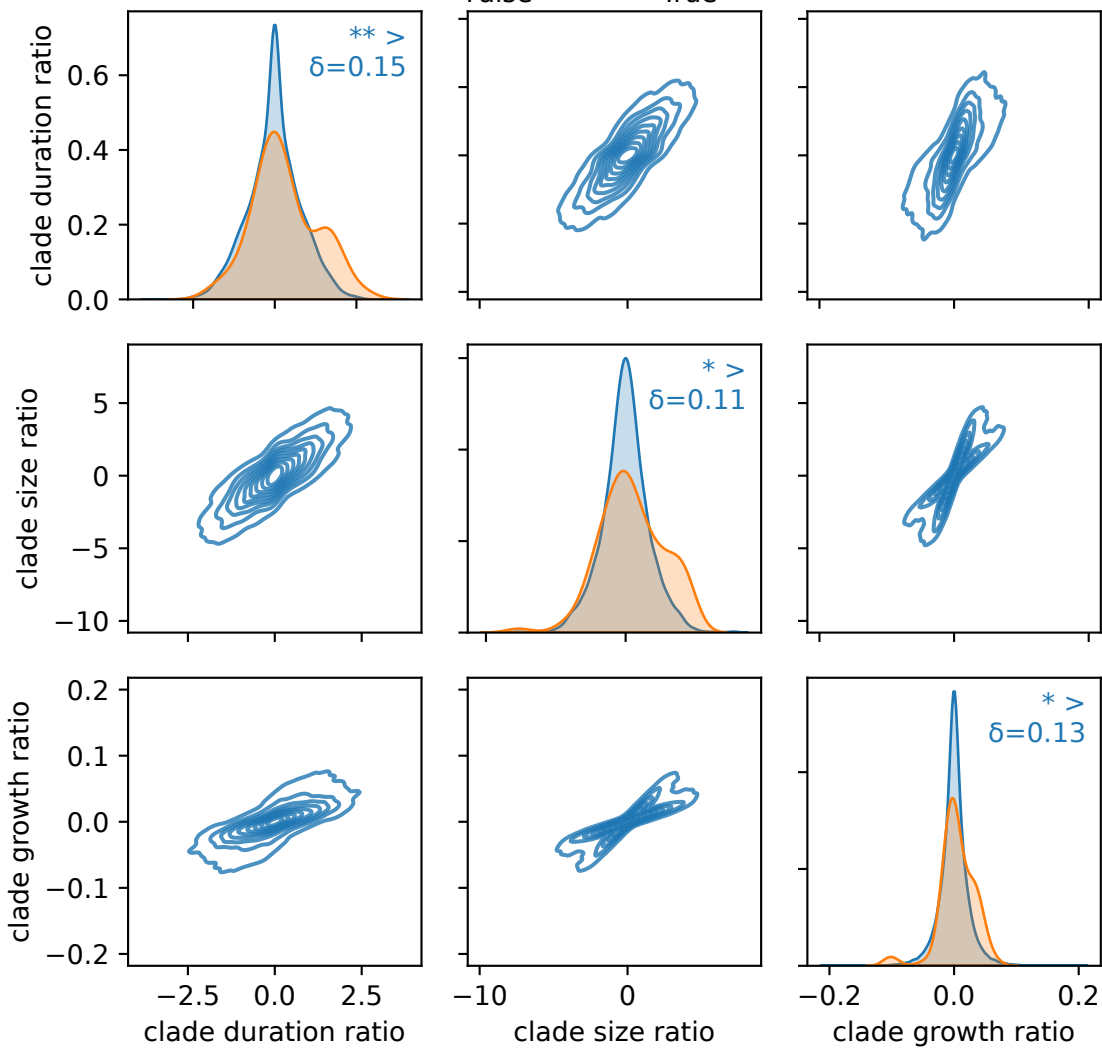 False True
clade duration ratio
0.6
0.4
0.2
0.0
** >
δ=0.15
clade size ratio
5
0
−5
−10
* >
δ=0.11
clade growth ratio
0.2
0.1
0.0
−0.1
−0.2
* >
δ=0.13
−2.5 0.0 2.5
−10 0
−0.2 0.0 0.2
clade duration ratio
clade size ratio
clade growth ratio